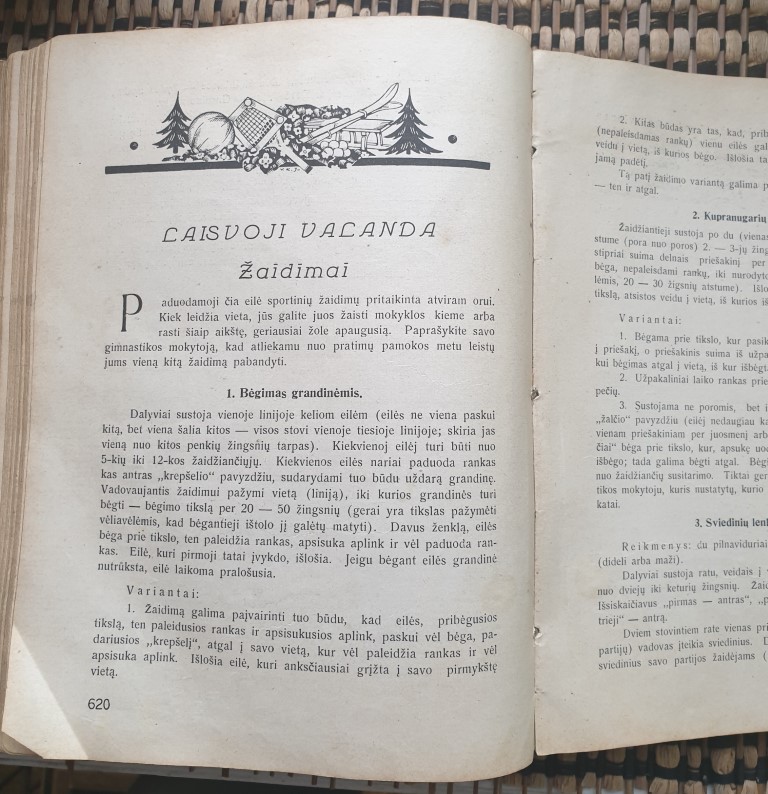 LAISVOJI VALANDA
Žaidimai
Paduodamoji čia eilė sportinių žaidimų pritaikinta atviram orui.
Kiek leidžia vieta, jūs galite juos žaisti mokyklos kieme arba
rasti šiaip aikštę, geriausiai žole apaugusią. Paprašykite savo
gimnastikos mokytoją, kad atliekamu nuo pratimų pamokos metu leistų
jums vieną kitą žaidimą pabandyti.
1. Bėgimas grandinėmis.
Dalyviai sustoja vienoje linijoje keliom eilėm (eilės ne viena paskui
kitą, bet viena šalia kitos — visos stovi vienoje tiesioje linijoje; skiria jas
vieną nuo kitos penkių žingsnių tarpas). Kiekvienoj eilėj turi būti nuo
5-kių iki 12-kos žaidžiančiųjų. Kiekvienos eilės nariai paduoda rankas
kas antras „krepšelio" pavyzdžiu, sudarydami tuo būdu uždarą grandinę.
Vadovaujantis žaidimui pažymi vietą (liniją), iki kurios grandinės turi
bėgti — bėgimo tikslą per 20 — 50 žingsnių (gerai yra tikslas pažymėti
vėliavėlėmis, kad bėgantieji ištolo jį galėtų matyti). Davus ženklą, eilės
bėga prie tikslo, ten paleidžia rankas, apsisuka aplink ir vėl paduoda ran-
kas. Eilė, kuri pirmoji tatai įvykdo, išlošia. Jeigu bėgant eilės grandinė
nutrūksta, eilė laikoma pralošusia.
Variantai:
1. Žaidimą galima paįvairinti tuo būdu, kad eilės, pribėgusios
tikslą, ten paleidusios rankas ir apsisukusios aplink, paskui vėl bėga, pa-
dariusios „krepšelį", atgal į savo vietą, kur vėl paleidžia rankas ir vėl
apsisuka aplink. Išlošia eilė, kuri anksčiausiai grįžta į savo pirmykštę
vietą.
620
2. Kitas būdas yra tas, kad,
(nepaleisdamas rankų) vienu eilės
veidu į vietą, iš kurios bėgo. Išlošia
jamą padėtį.
Tą patį žaidimo variantą galima
— ten ir atgal.
2. Kupranugarių
Žaidžiantieji sustoja po du
stume (pora nuo poros) 2. — 3-jų
stipriai suima delnais priešakinį per
bėga, nepaleisdami rankų, iki
lėmis, 20 — 30 žigsnių atstume).
tikslą, atsistos veidu į vietą, iš kurios
Variantai:
1. Bėgama prie tikslo, kur
į priešakį, o priešakinis suima iš
kui bėgimas atgal į vietą, iš kur
2. Užpakaliniai laiko rankas
pečių.
3. Sustojama ne poromis, bet
„žalčio" pavyzdžiu (eilėj nedaugiau
vienam priešakiniam per juosmenį
čiai" bėga prie tikslo, kur, apsukę
išbėgo; tada galima bėgti atgal.
nuo žaidžiančių susitarimo. Tiktai
tikos mokytoju, kuris nustatytų, kurio
katai.
3. Sviedinių
Reikmenys: du pilnaviduriai
(dideli arba maži).
Dalyviai sustoja ratu, veidais į
nuo dviejų iki keturių žingsnių.
Išsiskaičiavus „pirmas — antras",
trieji" — antrą.
Dviem stovintiem rate vienas
partijų) vadovas įteikia sviedinius.
sviedinius savo partijos žaidėjams (